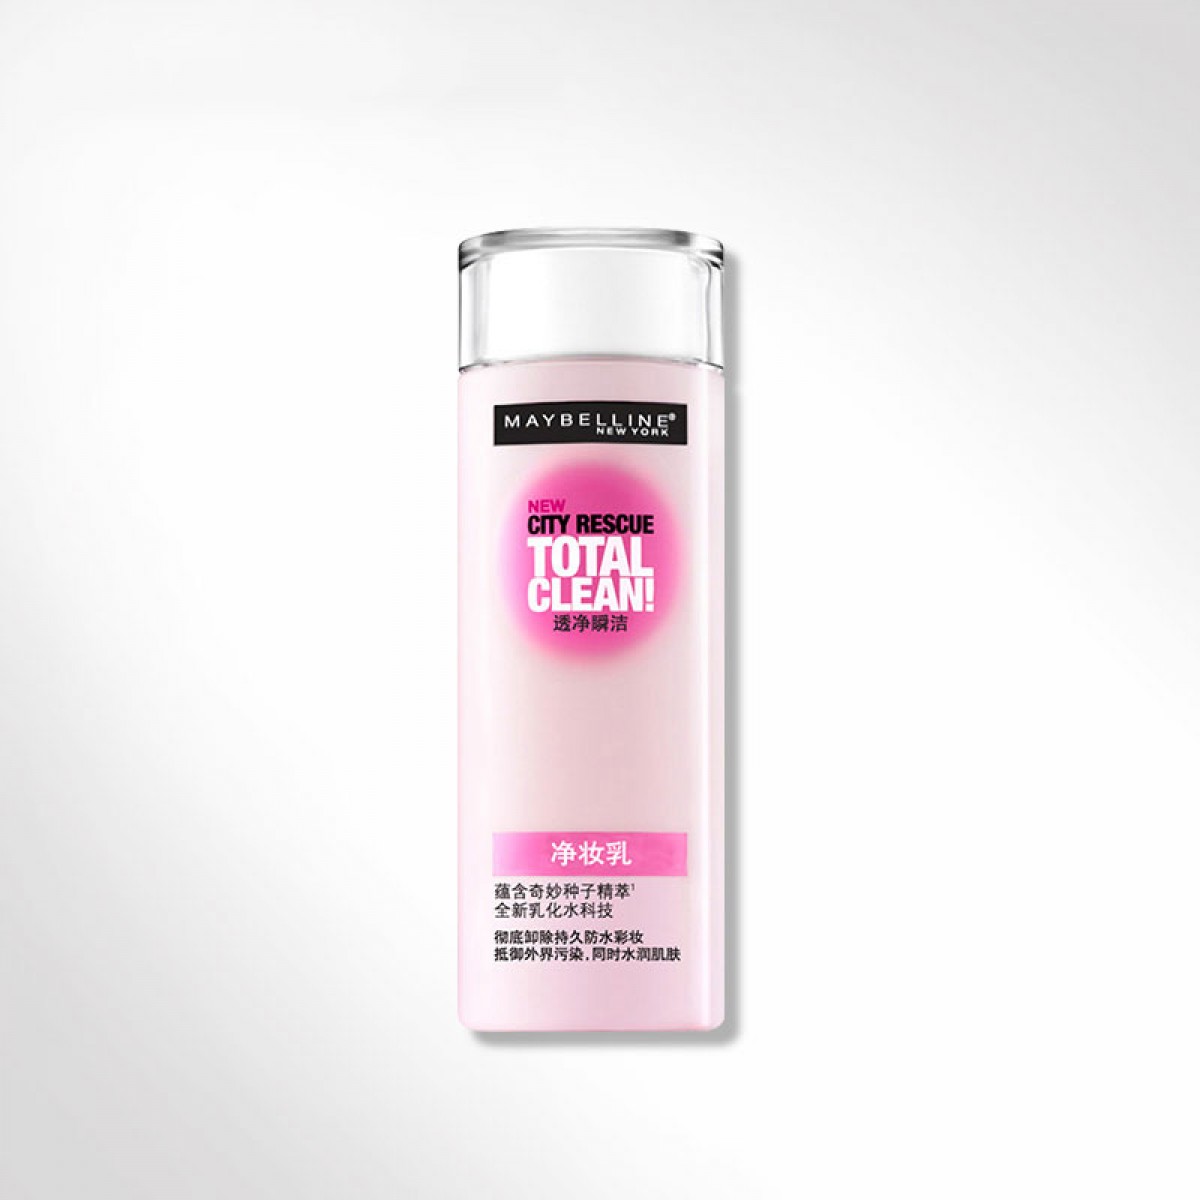 MAYBELLINE®
NEW YORK
NEW
CITY RESCUE
TOTAL
CLEAN!
透净瞬洁
净妆乳
蕴含奇妙种子精萃¹
全新乳化水科技
彻底卸除持久防水彩妆
抵御外界污染,同时水润肌肤